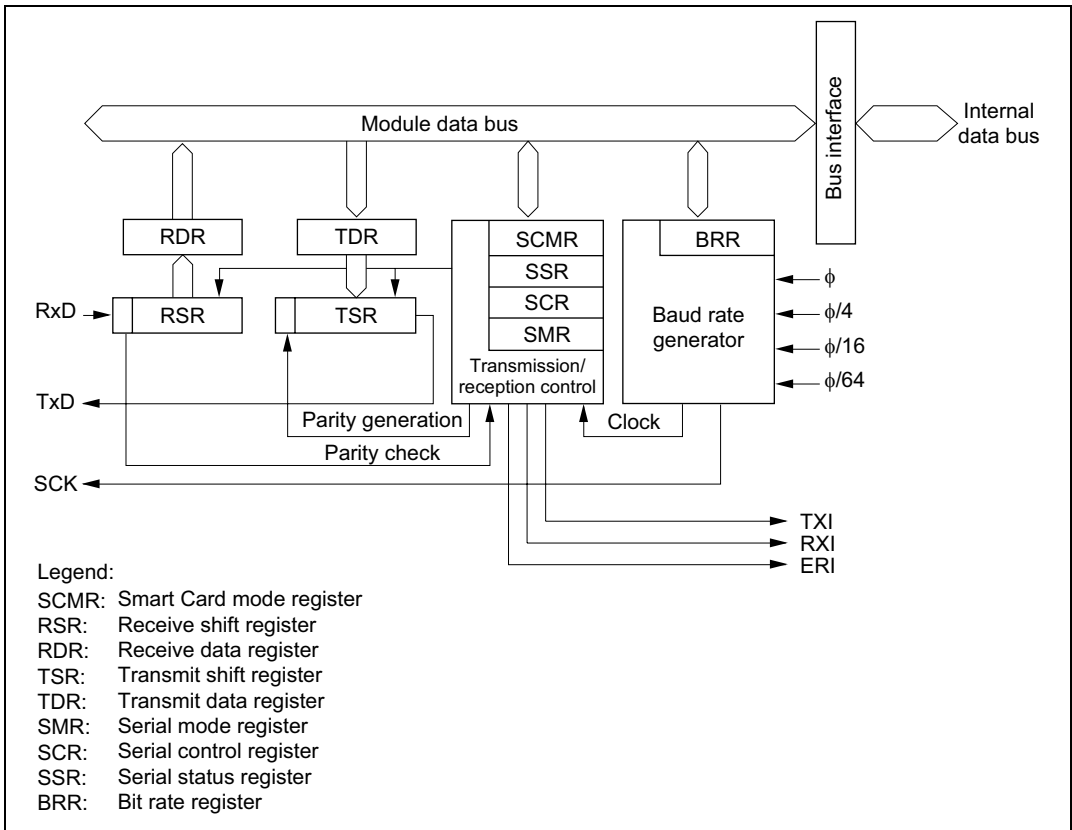 Module data bus
Bus interface
Internal
data bus
RDR
TDR
SCMR
SSR
SCR
SMR
Transmission/
reception control
BRR
Baud rate
generator
ϕ
ϕ/4
ϕ/16
ϕ/64
RxD
RSR
TSR
TxD
Parity generation
Parity check
Clock
SCK
TXI
RXI
ERI
Legend:
SCMR: Smart Card mode register
RSR: Receive shift register
RDR: Receive data register
TSR: Transmit shift register
TDR: Transmit data register
SMR: Serial mode register
SCR: Serial control register
SSR: Serial status register
BRR: Bit rate register